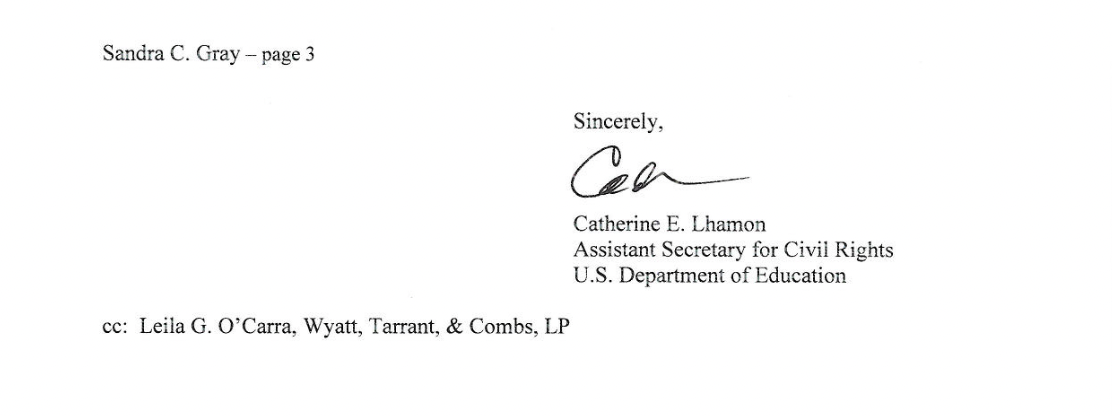 Sandra C. Gray – page 3
Sincerely,
Catherine E. Lhamon
Assistant Secretary for Civil Rights
U.S. Department of Education
cc:  Leila G. O'Carra, Wyatt, Tarrant, & Combs, LP